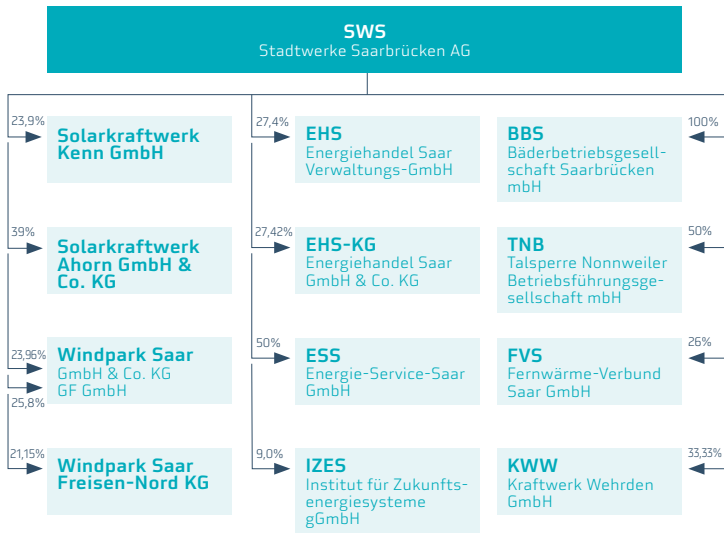 SWS
Stadtwerke Saarbrücken AG
23,9%
Solarkraftwerk
Kenn GmbH
39%
Solarkraftwerk
Ahorn GmbH &
Co. KG
23,96%
Windpark Saar
GmbH & Co. KG
GF GmbH
25,8%
21,15%
Windpark Saar
Freisen-Nord KG
27,4%
EHS
Energiehandel Saar
Verwaltungs-GmbH
27,42%
EHS-KG
Energiehandel Saar
GmbH & Co. KG
50%
ESS
Energie-Service-Saar
GmbH
9,0%
IZES
Institut für Zukunfts-
energiesysteme
gGmbH
100%
BBS
Bäderbetriebsgesell-
schaft Saarbrücken
mbH
50%
TNB
Talsperre Nonnweiler
Betriebsführungsge-
sellschaft mbH
26%
FVS
Fernwärme-Verbund
Saar GmbH
33,33%
KWW
Kraftwerk Wehrden
GmbH